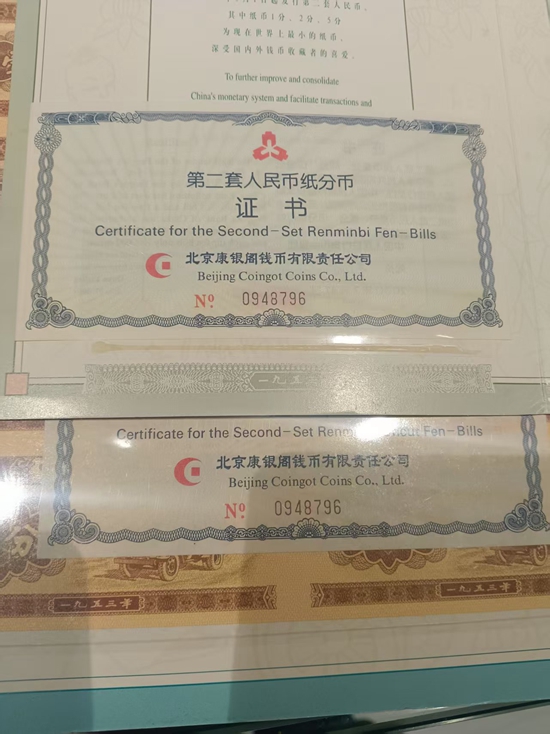 其中纸币1分、2分、5分
为现在世界上最小的纸币，
深受国内外钱币收藏者的喜爱。
To further improve and consolidate
China's monetary system and facilitate transactions and
第二套人民币纸分币
证书
Certificate for the Second-Set Renminbi Fen-Bills
北京康银阁钱币有限责任公司
Beijing Coingot Coins Co., Ltd.
Nº 0948796
一九五三
Certificate for the Second-Set Fen-Bills
北京康银阁钱币有限责任公司
Beijing Coingot Coins Co., Ltd.
Nº 0948796
一九五三年
一九五三年